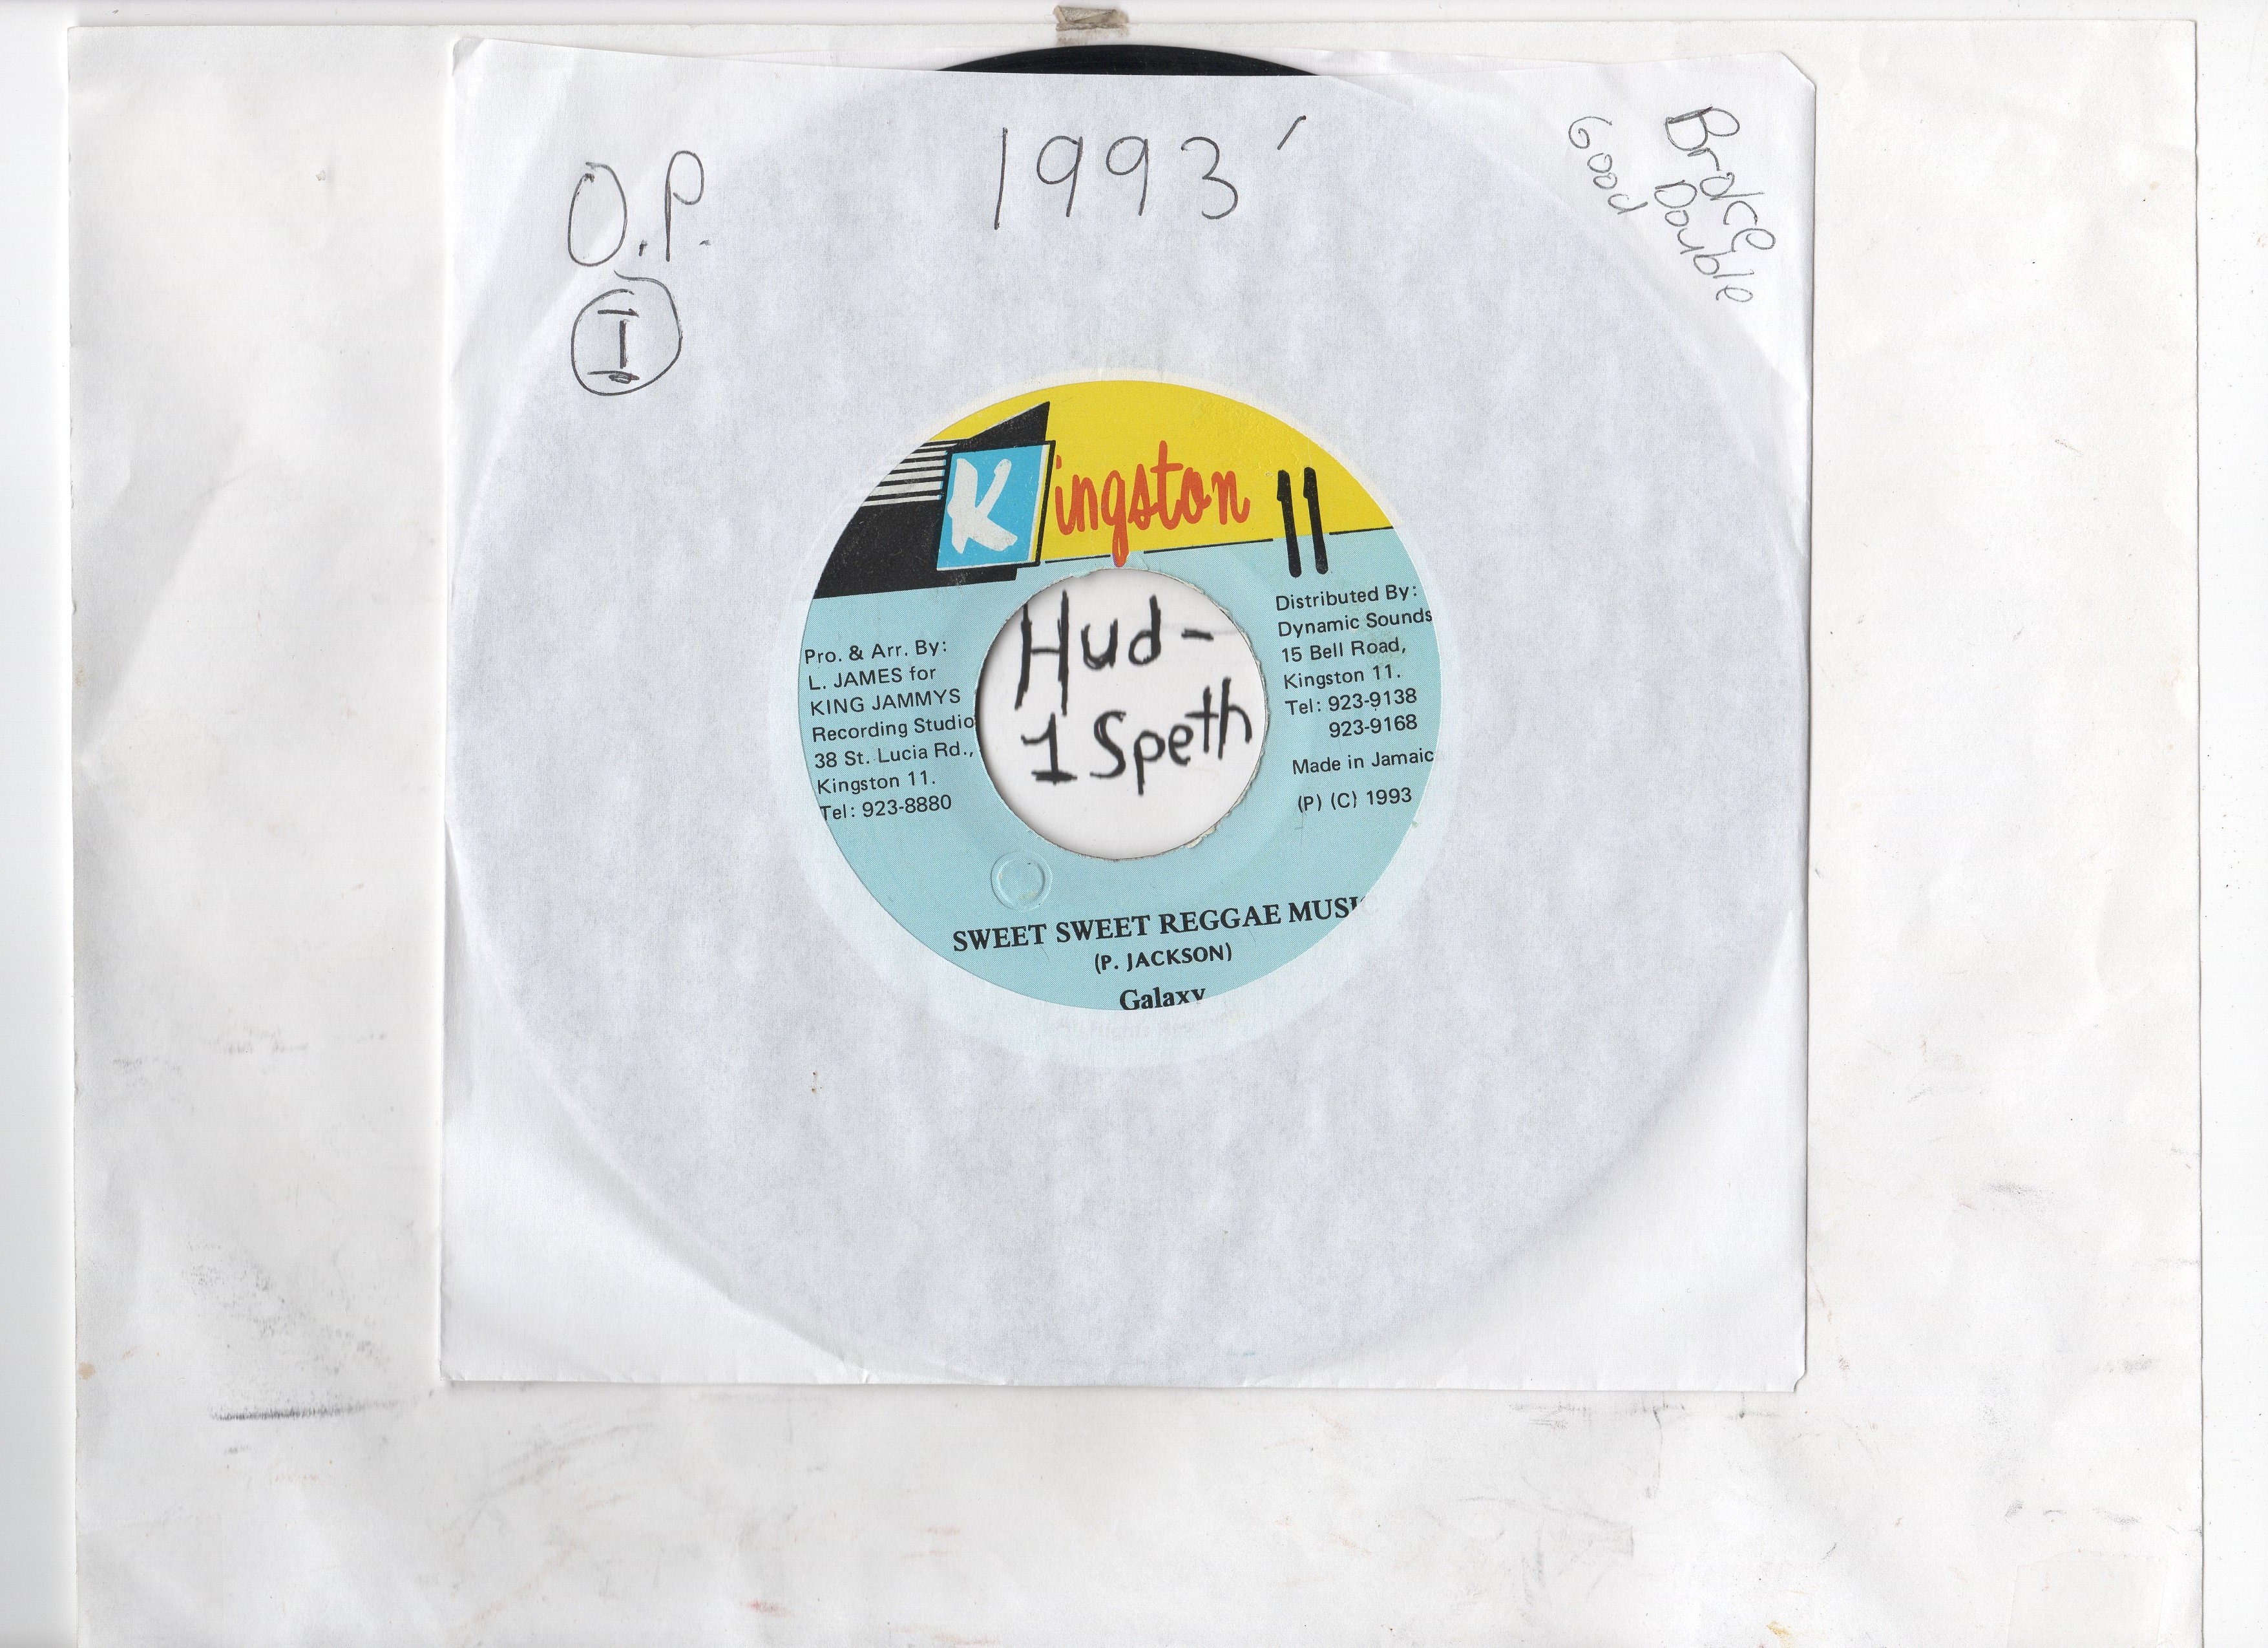 1993'
O.P.
I
Brake
Double
Good
Kingston 11
Pro. & Arr. By:
L. JAMES for
KING JAMMYS
Recording Studio
38 St. Lucia Rd.,
Kingston 11.
Tel: 923-8880
Hud-
1 Speth
Distributed By:
Dynamic Sounds
15 Bell Road,
Kingston 11.
Tel: 923-9138
923-9168
Made in Jamaic
(P) (C) 1993
SWEET SWEET REGGAE MUSIC
(P. JACKSON)
Galaxy